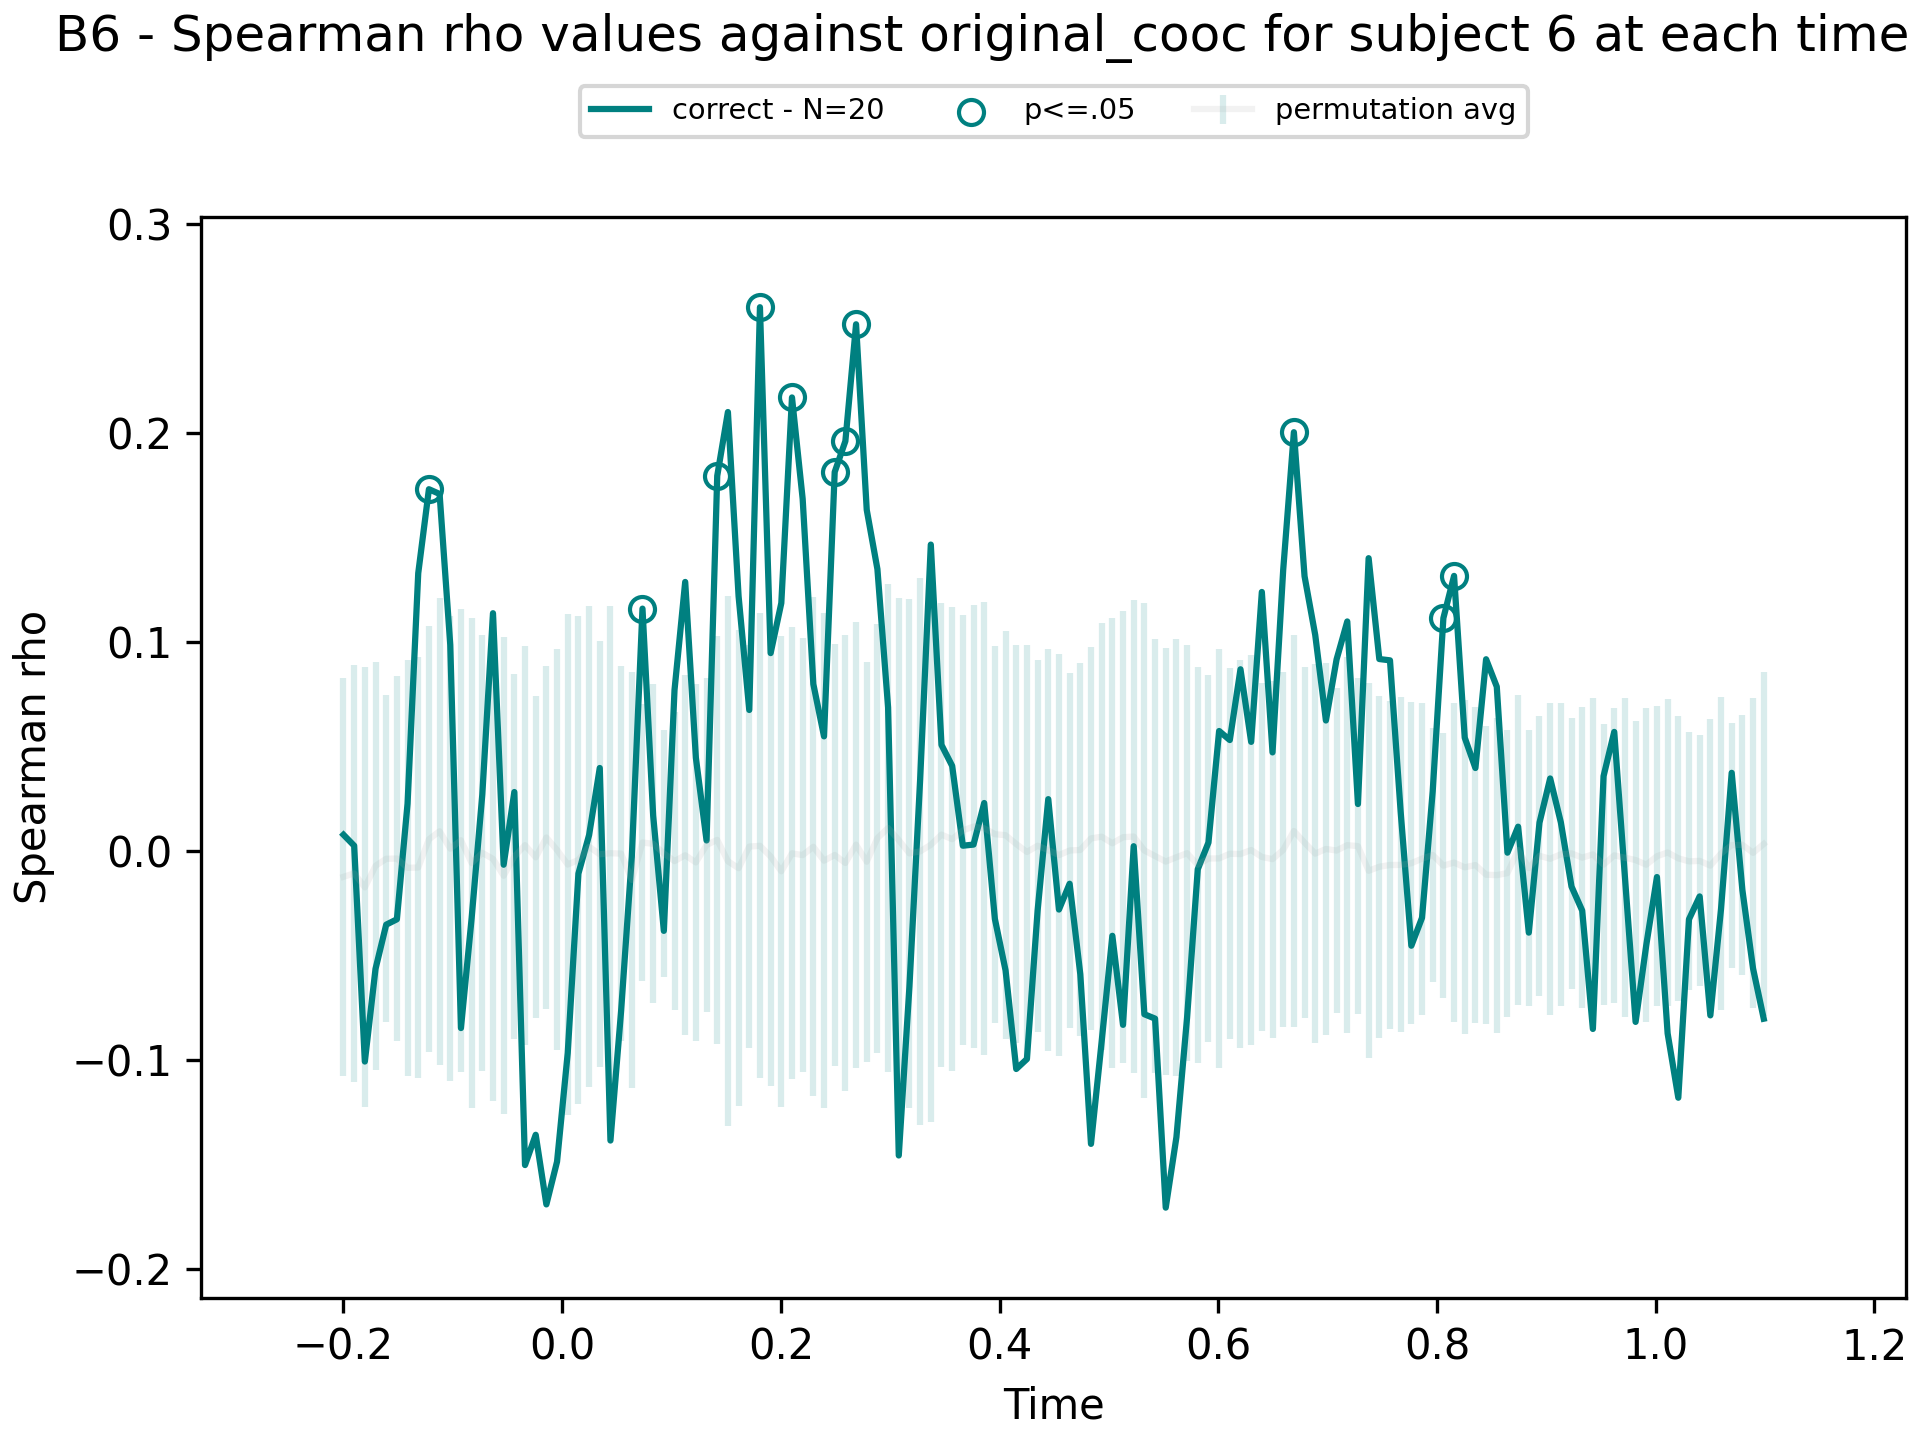 B6 - Spearman rho values against original_cooc for subject 6 at each time
correct - N=20 p<=.05 permutation avg
0.3
0.2
0.1
0.0
−0.1
−0.2
Spearman rho
−0.2 0.0 0.2 0.4 0.6 0.8 1.0 1.2
Time